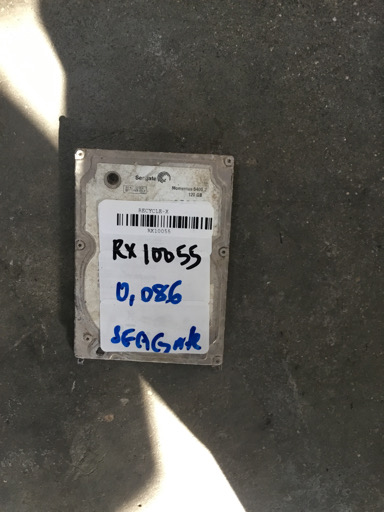 Seagate
Momentus 5400.3
120 GB
RECYCLE-X
RX10055
RX10055
0,086
SEAGate